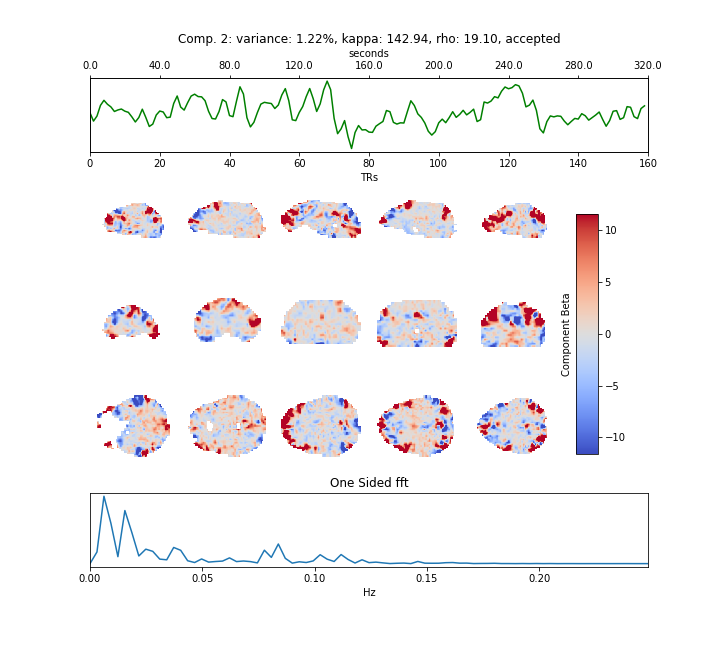 Comp. 2: variance: 1.22%, kappa: 142.94, rho: 19.10, accepted
seconds
0.0 40.0 80.0 120.0 160.0 200.0 240.0 280.0 320.0
0 20 40 60 80 100 120 140 160
TRs
10
5
0
−5
−10
Component Beta
One Sided fft
0.00 0.05 0.10 0.15 0.20
Hz